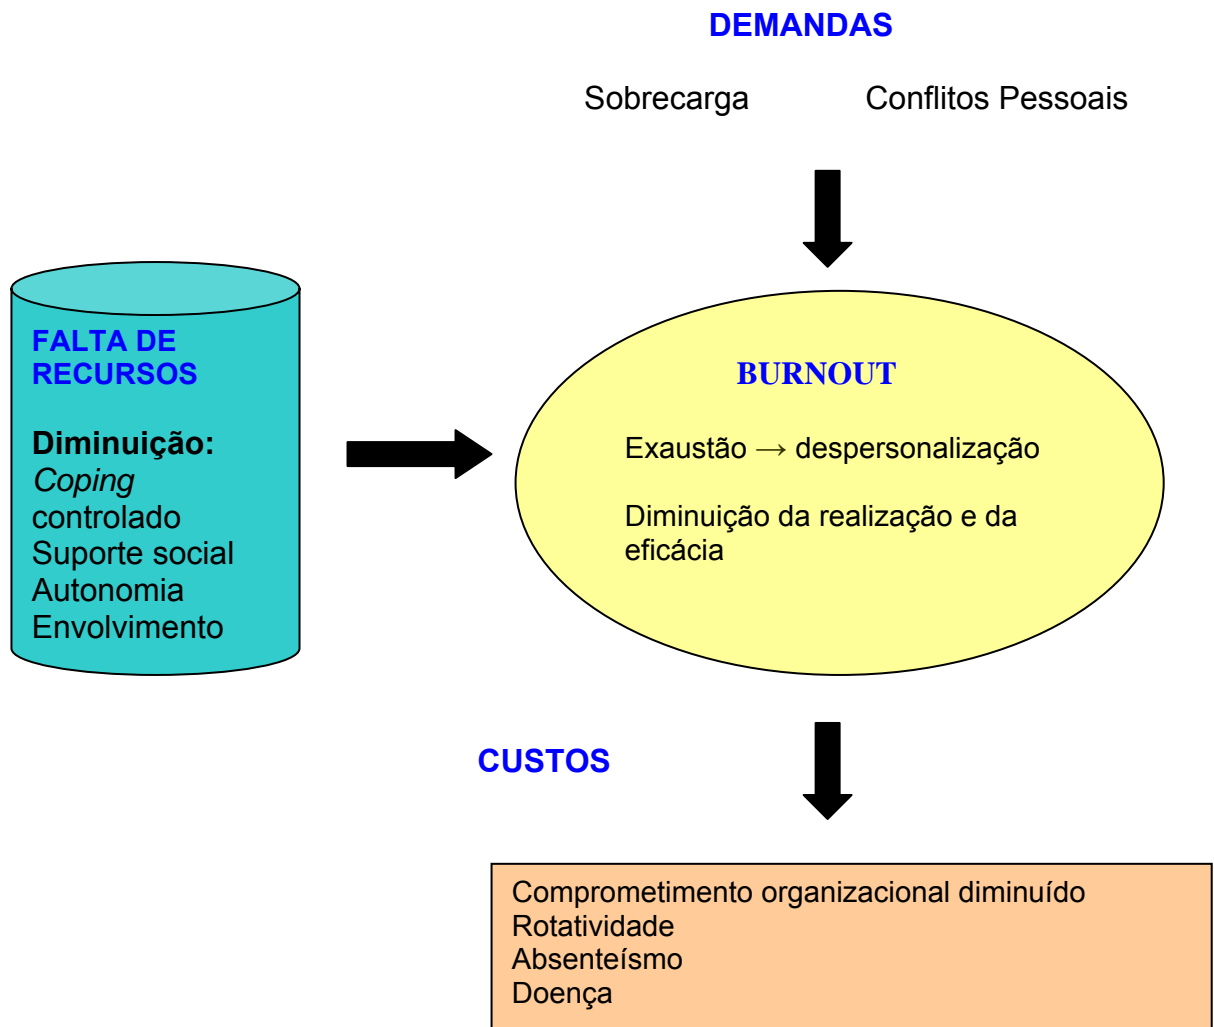 DEMANDAS
Sobrecarga Conflitos Pessoais
FALTA DE
RECURSOS
Diminuição:
Coping
controlado
Suporte social
Autonomia
Envolvimento
BURNOUT
Exaustão → despersonalização
Diminuição da realização e da
eficácia
CUSTOS
Comprometimento organizacional diminuído
Rotatividade
Absenteísmo
Doença